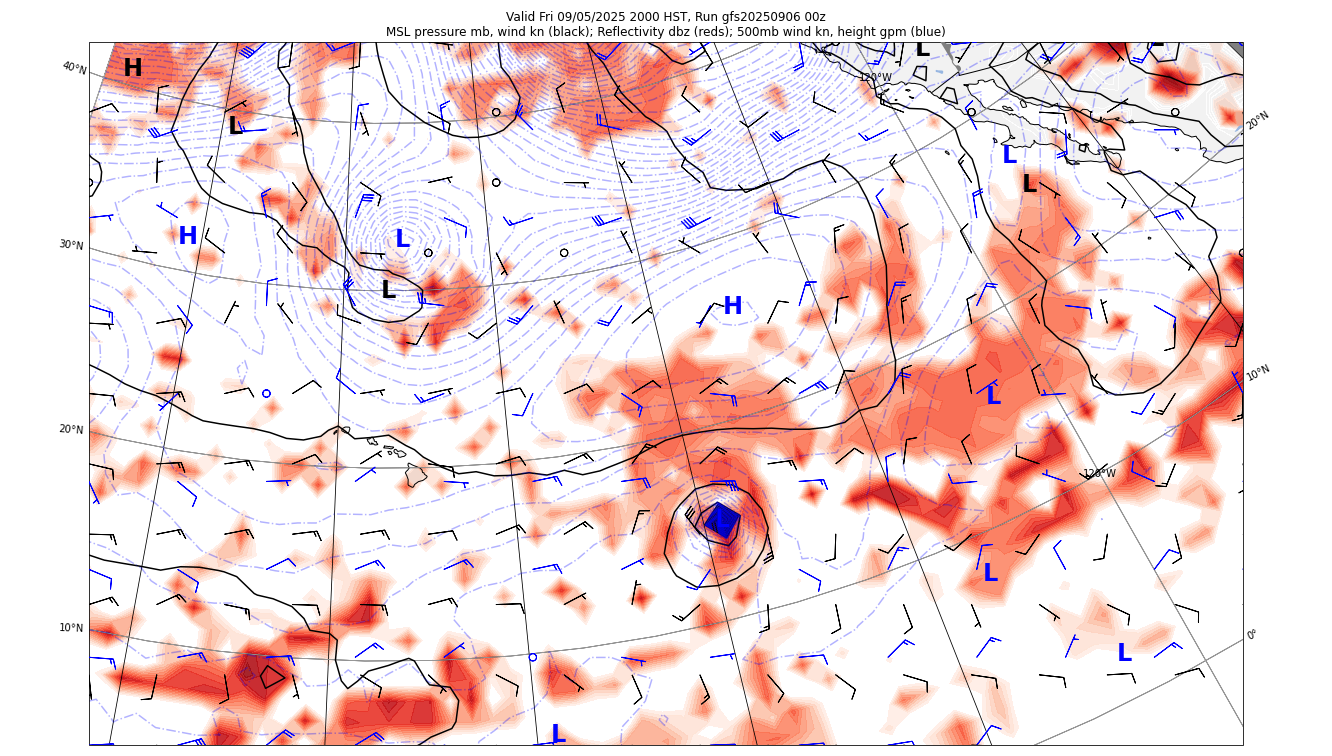 Valid Fri 09/05/2025 2000 HST, Run gfs20250906 00z
MSL pressure mb, wind kn (black); Reflectivity dbz (reds); 500mb wind kn, height gpm (blue)
L
L
H
40°N
120°W
L
20°N
L
L
H
L
30°N
L
H
10°N
L
20°N
120°W
L
10°N
0°
L
L